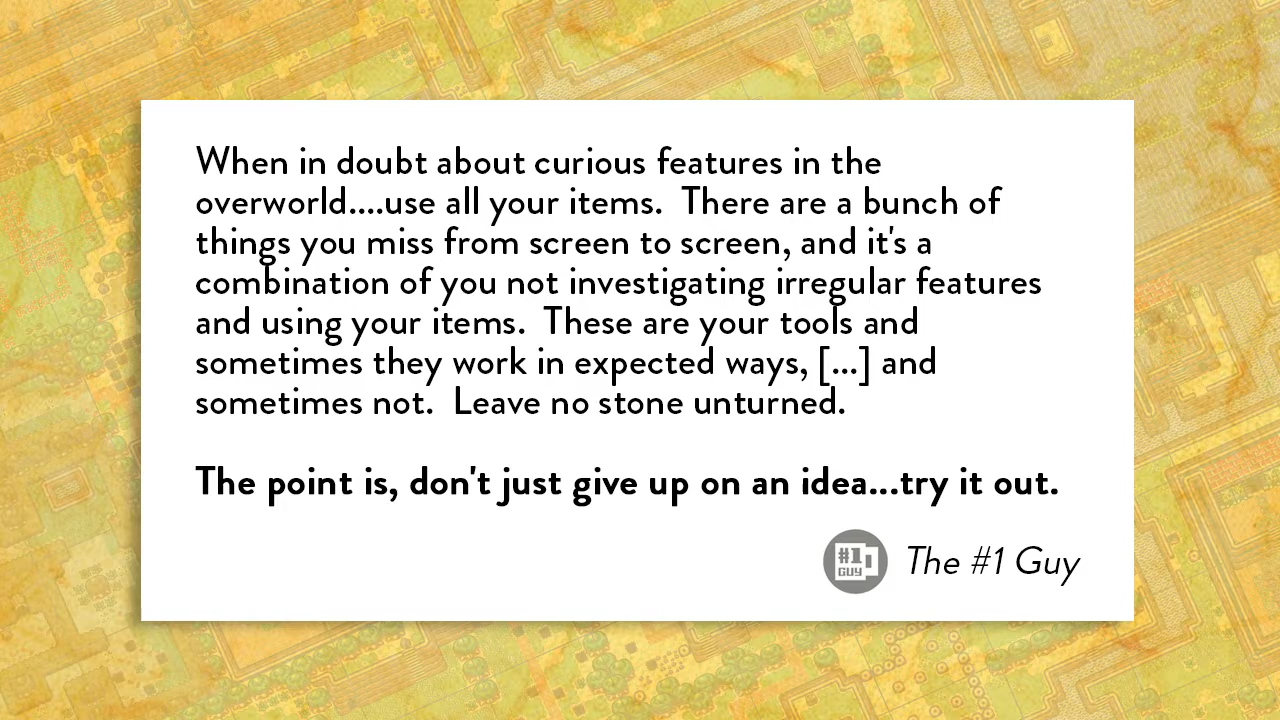 When in doubt about curious features in the
overworld....use all your items.  There are a bunch of
things you miss from screen to screen, and it's a
combination of you not investigating irregular features
and using your items.  These are your tools and
sometimes they work in expected ways, [...] and
sometimes not.  Leave no stone unturned.
The point is, don't just give up on an idea...try it out.
#1
GUY
The #1 Guy